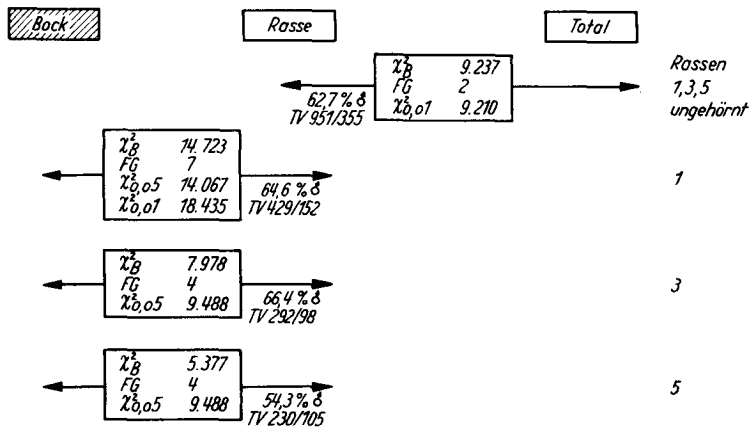 Bock Rasse Total
χ²B 9.237 Rassen
FG 2 1,3,5
χ²0,01 9.210 ungehörnt
62,7 % ♂
TV 951/355
χ²B 14.723
FG 7
χ²0,05 14.067
χ²0,01 18.435
64,6 % ♂
TV 429/152
1
χ²B 7.978
FG 4
χ²0,05 9.488
66,4 % ♂
TV 292/98
3
χ²B 5.377
FG 4
χ²0,05 9.488
54,3 % ♂
TV 230/105
5